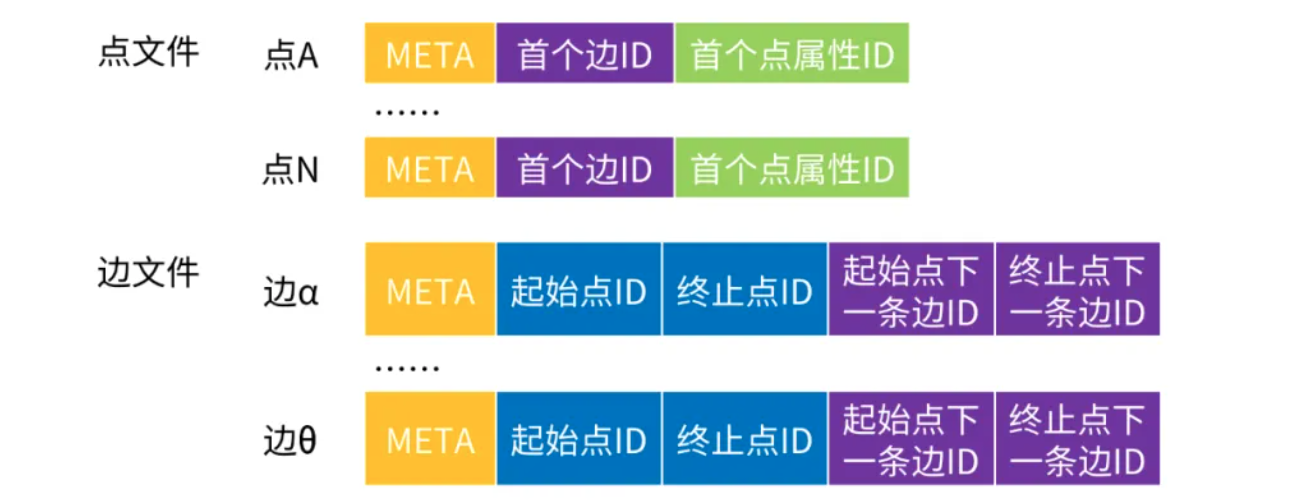 点文件 点A META 首个边ID 首个点属性ID
......
点N META 首个边ID 首个点属性ID
边文件 边α META 起始点ID 终止点ID 起始点下一条边ID 终止点下一条边ID
......
边θ META 起始点ID 终止点ID 起始点下一条边ID 终止点下一条边ID